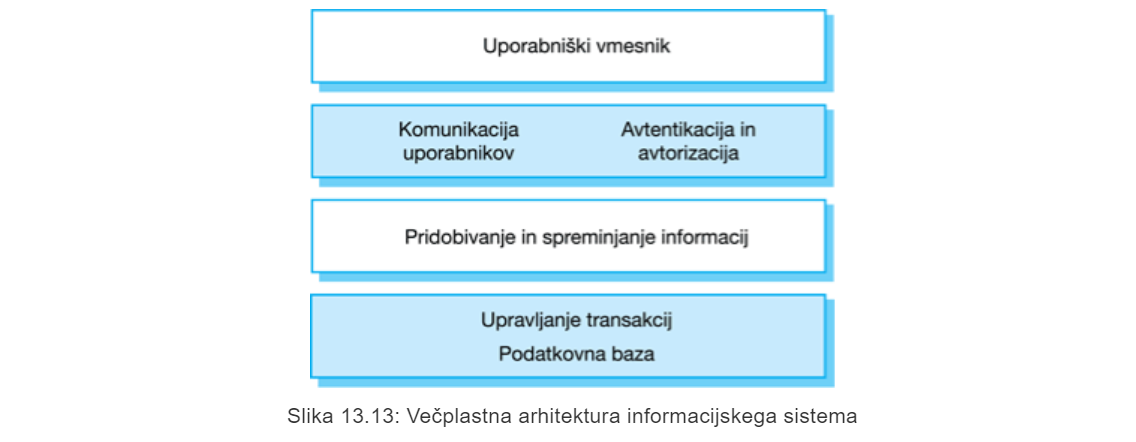 Uporabniški vmesnik
Komunikacija
uporabnikov
Avtentikacija in
avtorizacija
Pridobivanje in spreminjanje informacij
Upravljanje transakcij
Podatkovna baza
Slika 13.13: Večplastna arhitektura informacijskega sistema